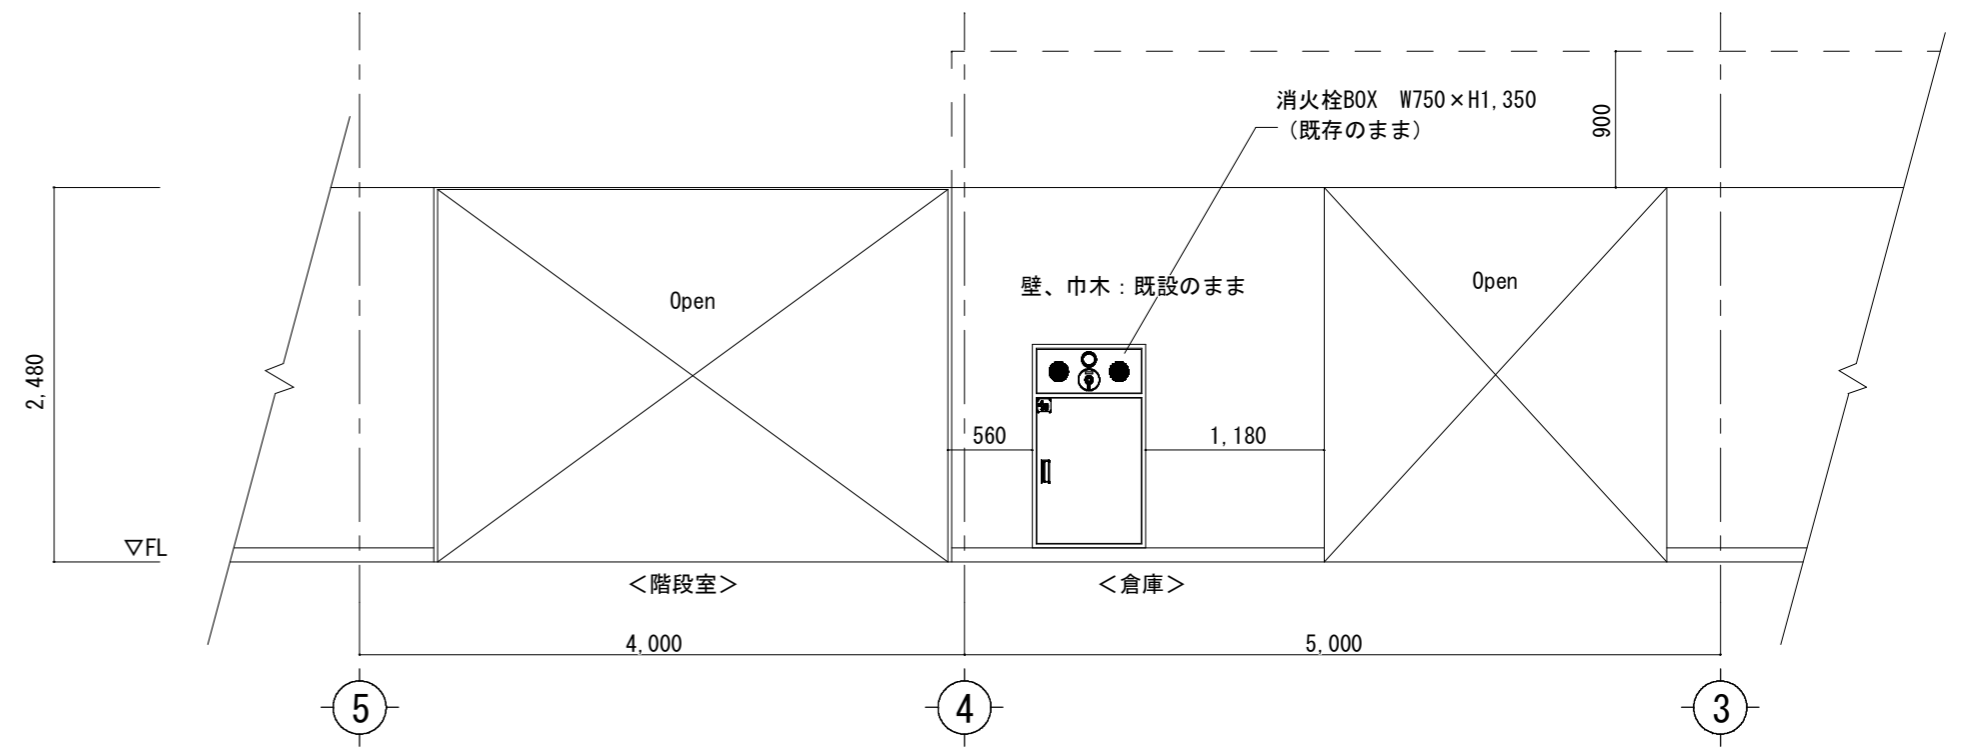 消火栓BOX　W750×H1,350
（既存のまま）
900
Open
壁、巾木：既設のまま
Open
2,480
560
1,180
▽FL
＜階段室＞
＜倉庫＞
4,000
5,000
5
4
3